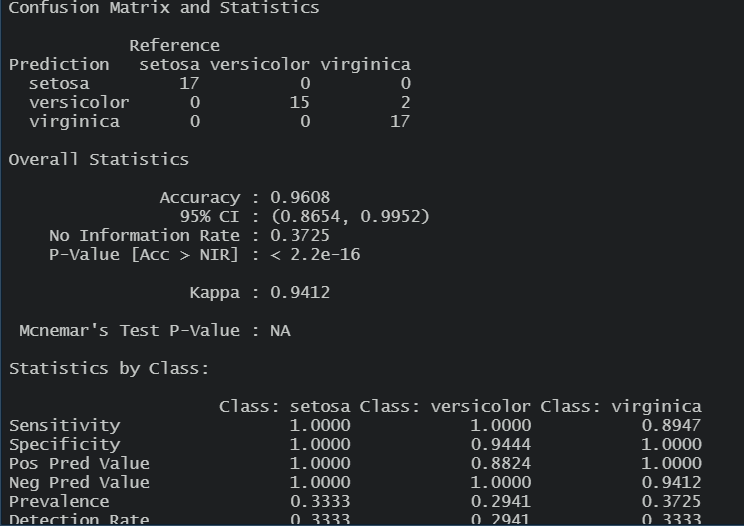 Confusion Matrix and Statistics
Reference
Prediction setosa versicolor virginica
setosa 17 0 0
versicolor 0 15 2
virginica 0 0 17
Overall Statistics
Accuracy : 0.9608
95% CI : (0.8654, 0.9952)
No Information Rate : 0.3725
P-Value [Acc > NIR] : < 2.2e-16
Kappa : 0.9412
Mcnemar's Test P-Value : NA
Statistics by Class:
Class: setosa Class: versicolor Class: virginica
Sensitivity 1.0000 1.0000 0.8947
Specificity 1.0000 0.9444 1.0000
Pos Pred Value 1.0000 0.8824 1.0000
Neg Pred Value 1.0000 1.0000 0.9412
Prevalence 0.3333 0.2941 0.3725
Detection Rate 0.3333 0.2941 0.3333